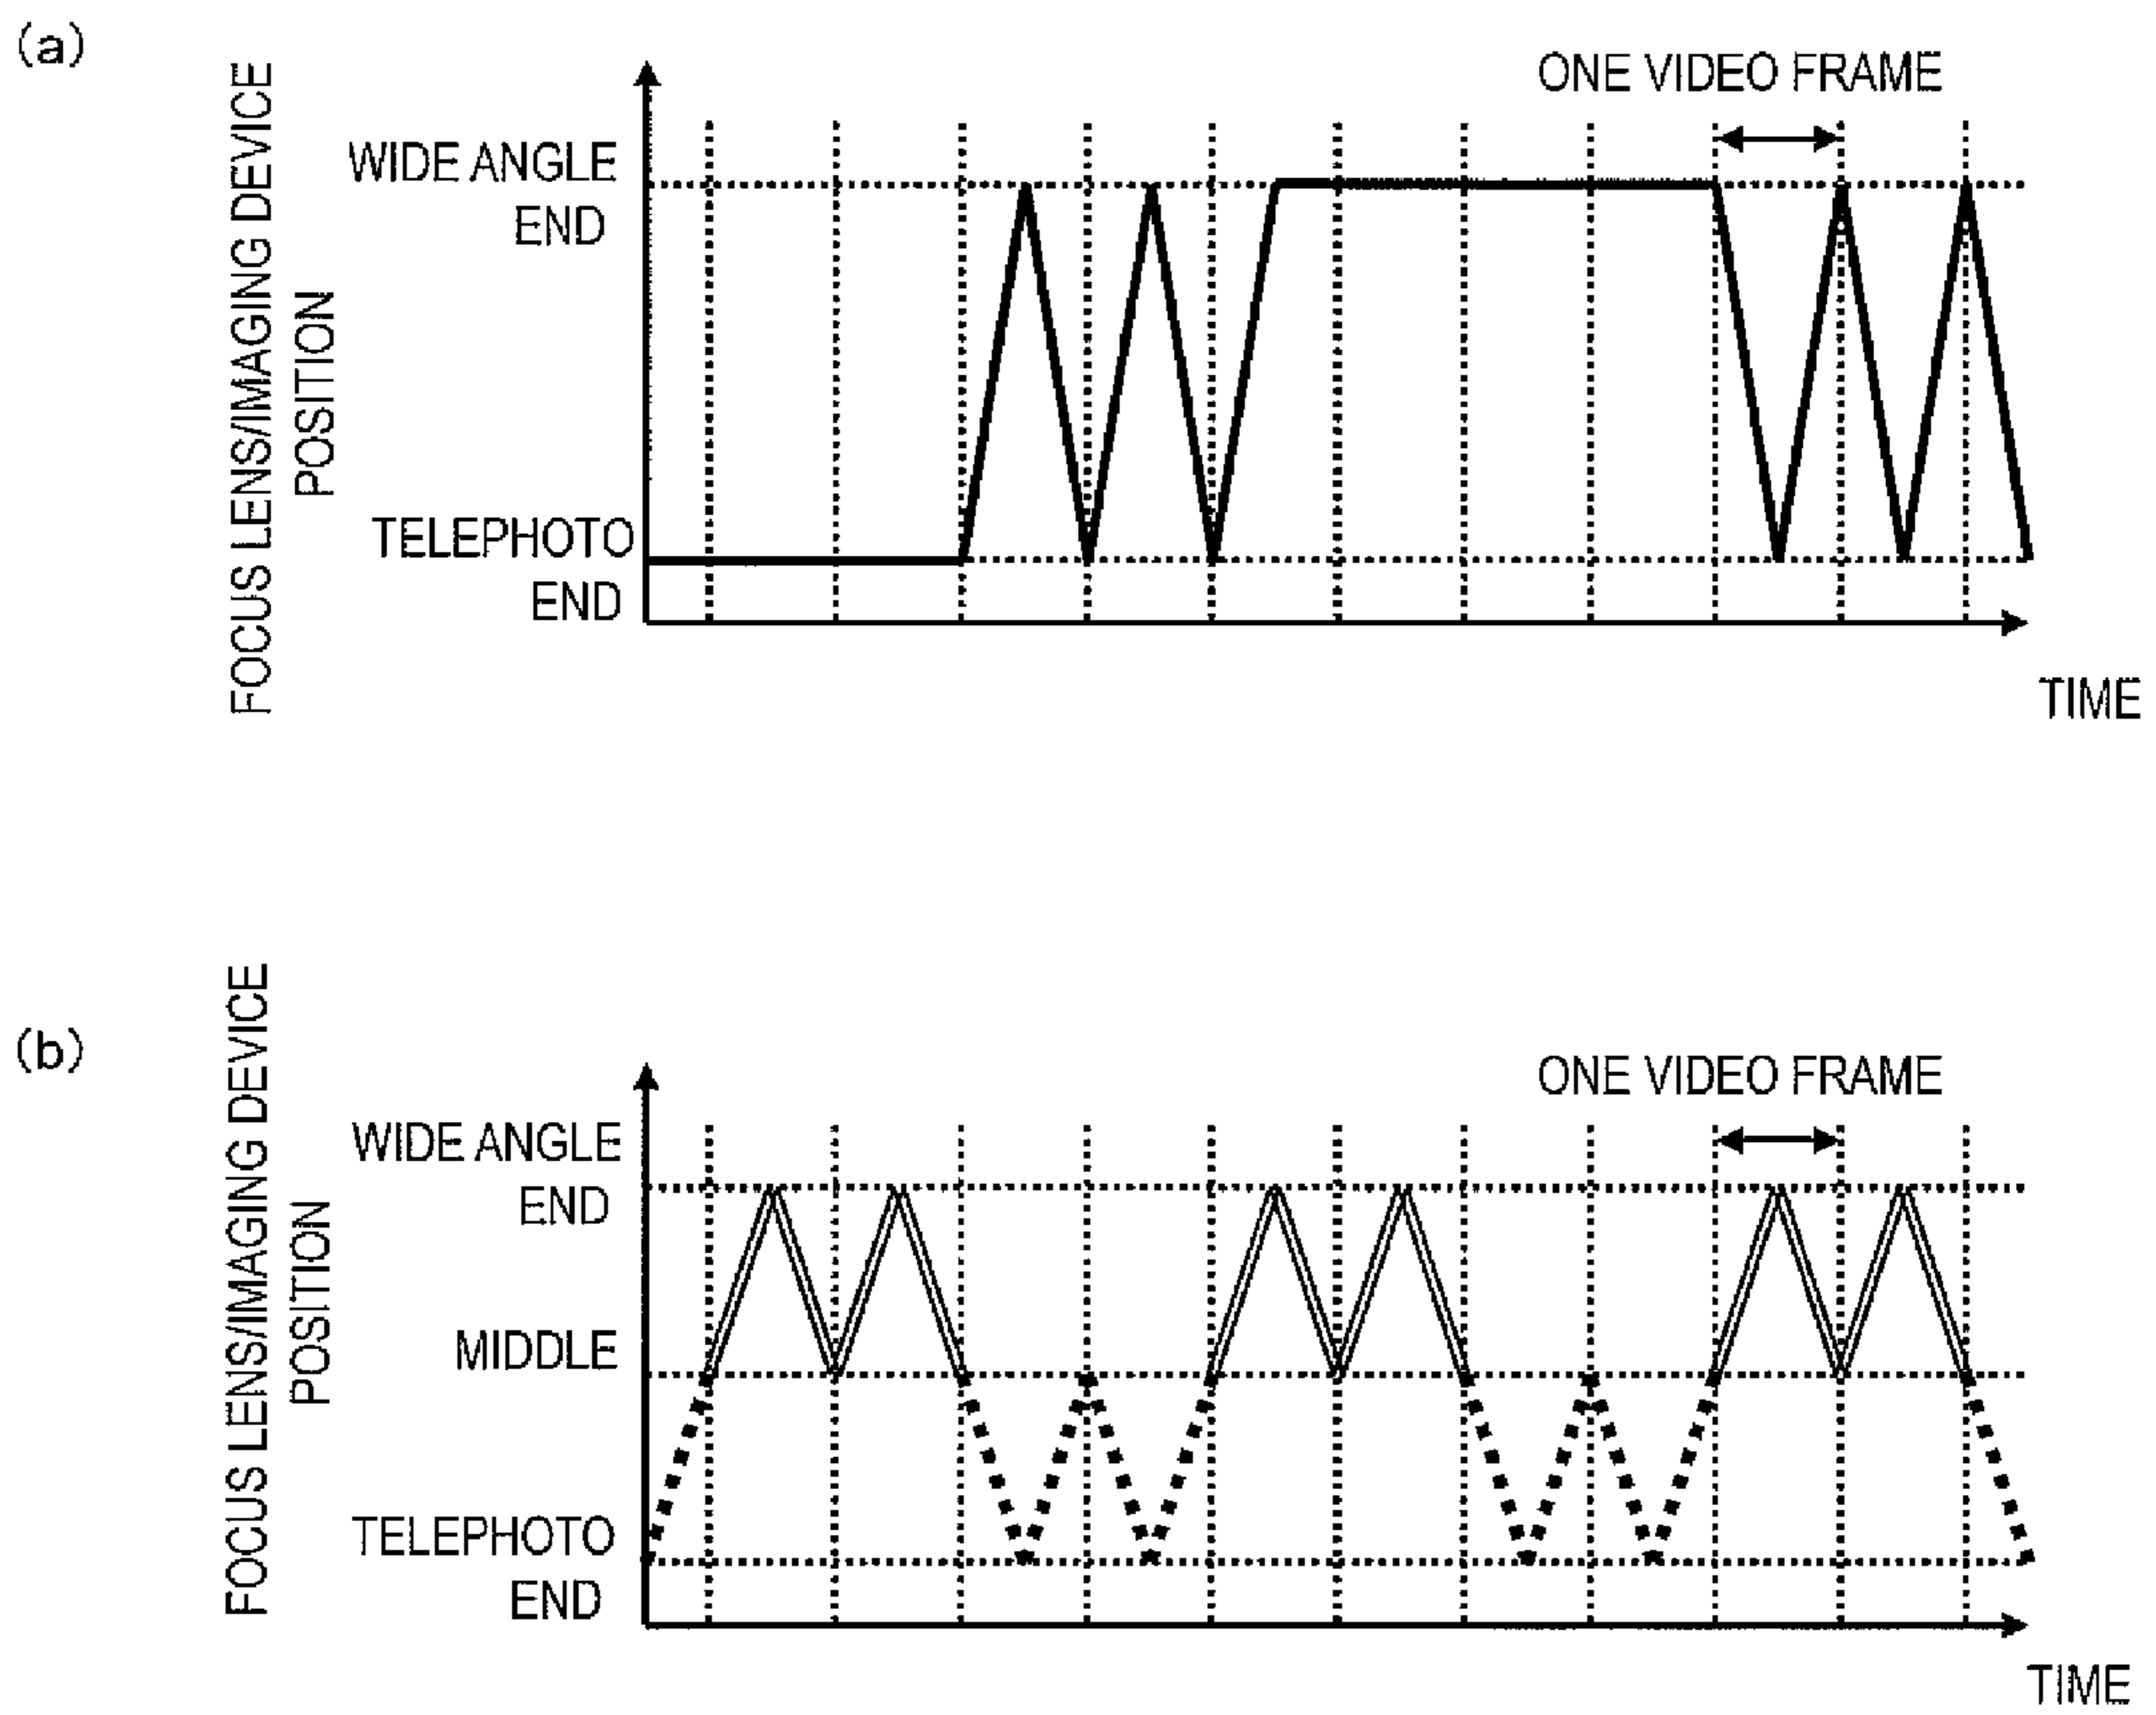 (a)
FOCUS LENS/IMAGING DEVICE
POSITION
ONE VIDEO FRAME
WIDE ANGLE
END
TELEPHOTO
END
TIME
(b)
FOCUS LENS/IMAGING DEVICE
POSITION
ONE VIDEO FRAME
WIDE ANGLE
END
MIDDLE
TELEPHOTO
END
TIME